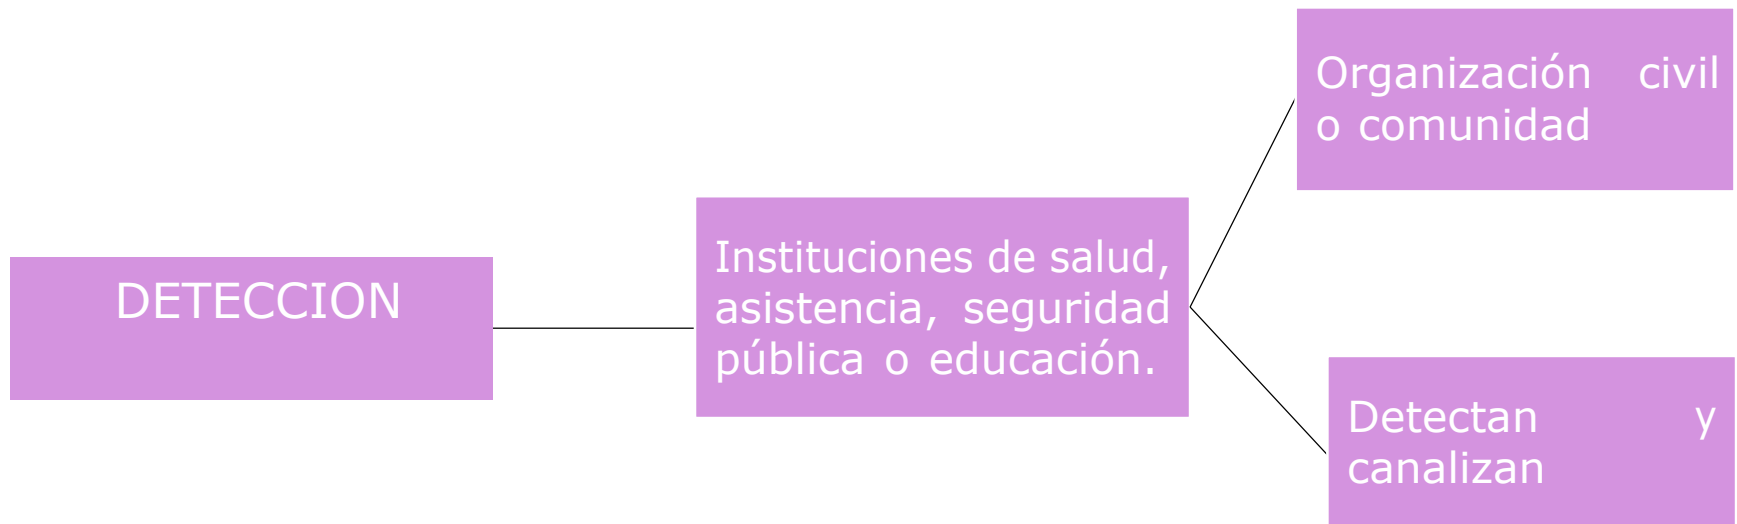 DETECCION
Instituciones de salud,
asistencia, seguridad
pública o educación.
Organización civil
o comunidad
Detectan y
canalizan